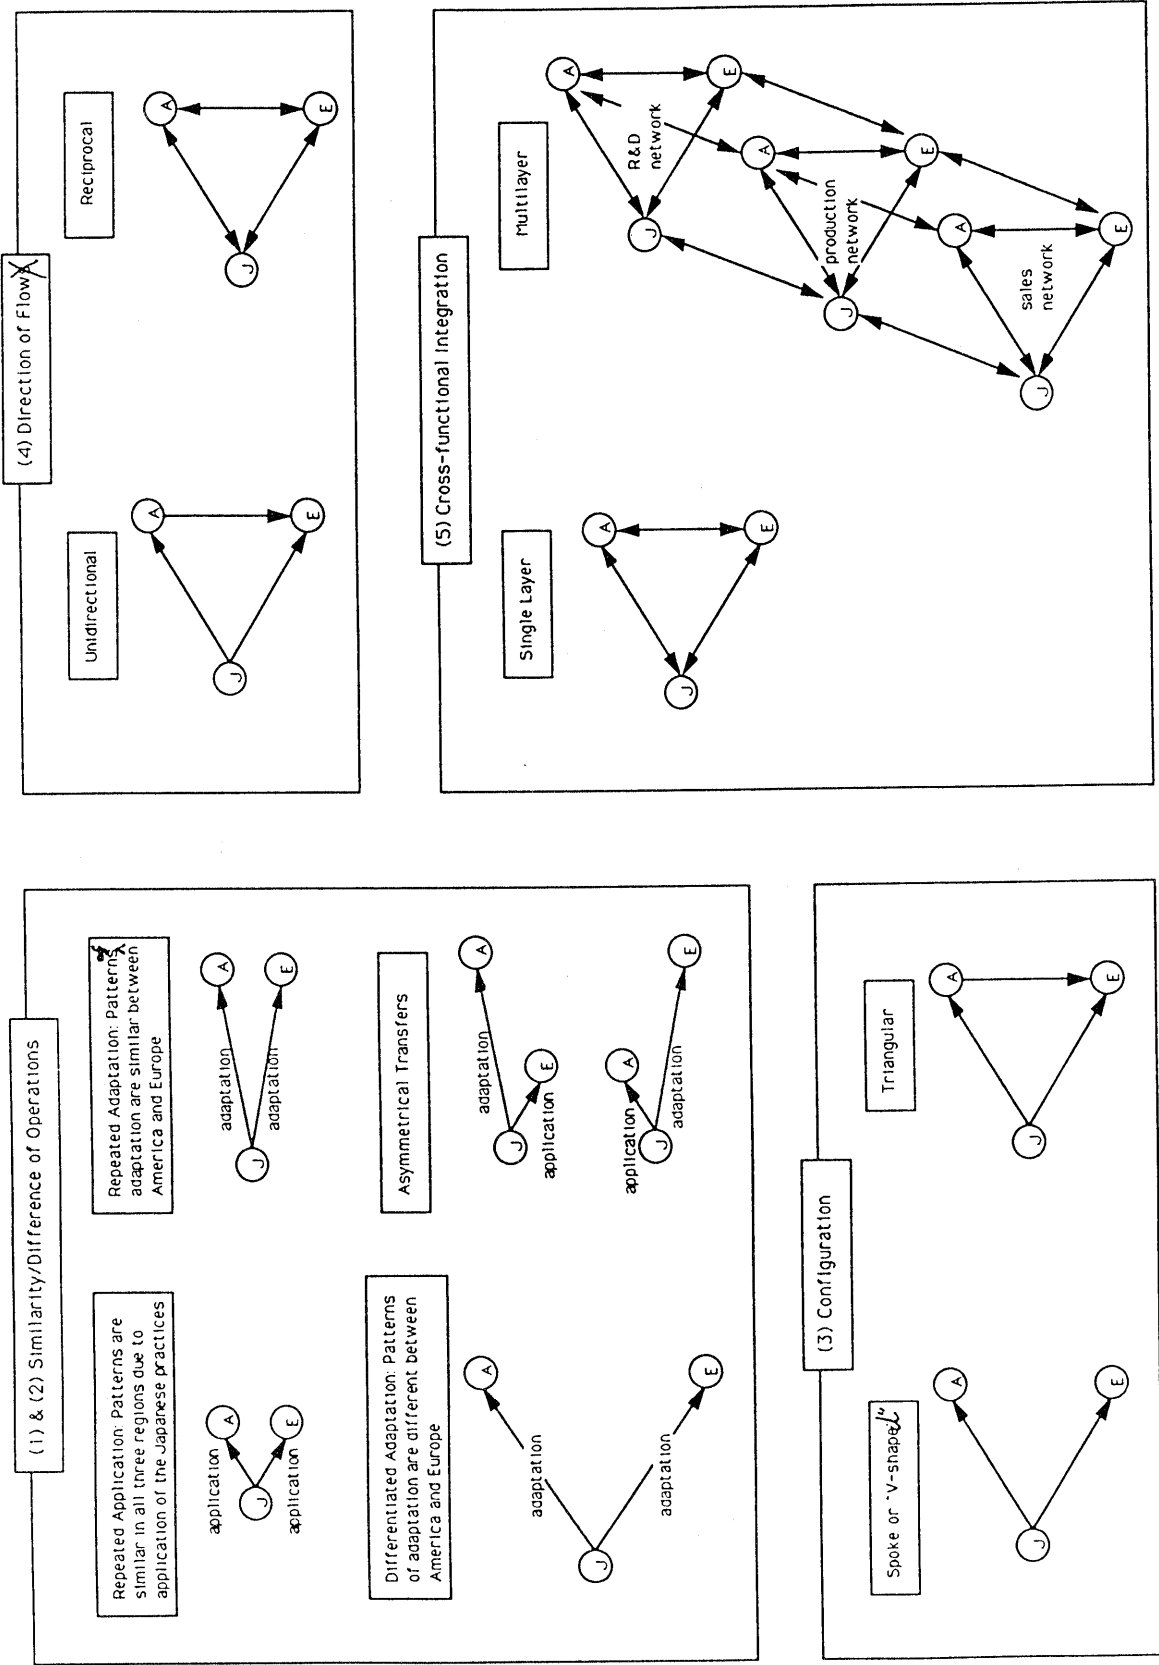 (1) & (2) Similarity/Difference of Operations
Repeated Application: Patterns are
similar in all three regions due to
application of the Japanese practices
application
A
J
E
application
Repeated Adaptation: Patterns of
adaptation are similar between
America and Europe
adaptation
A
J
E
adaptation
Differentiated Adaptation: Patterns
of adaptation are different between
America and Europe
A
adaptation
J
adaptation
E
Asymmetrical Transfers
A
adaptation
J
E
application
A
application
J
adaptation
E
(3) Configuration
Spoke or "V-shape"
A
J
E
Triangular
A
J
E
(4) Direction of Flow
Unidirectional
A
J
E
Reciprocal
A
J
E
(5) Cross-functional Integration
Single Layer
A
J
E
Multilayer
A
R&D
network
J
E
A
production
network
J
E
A
sales
network
J
E